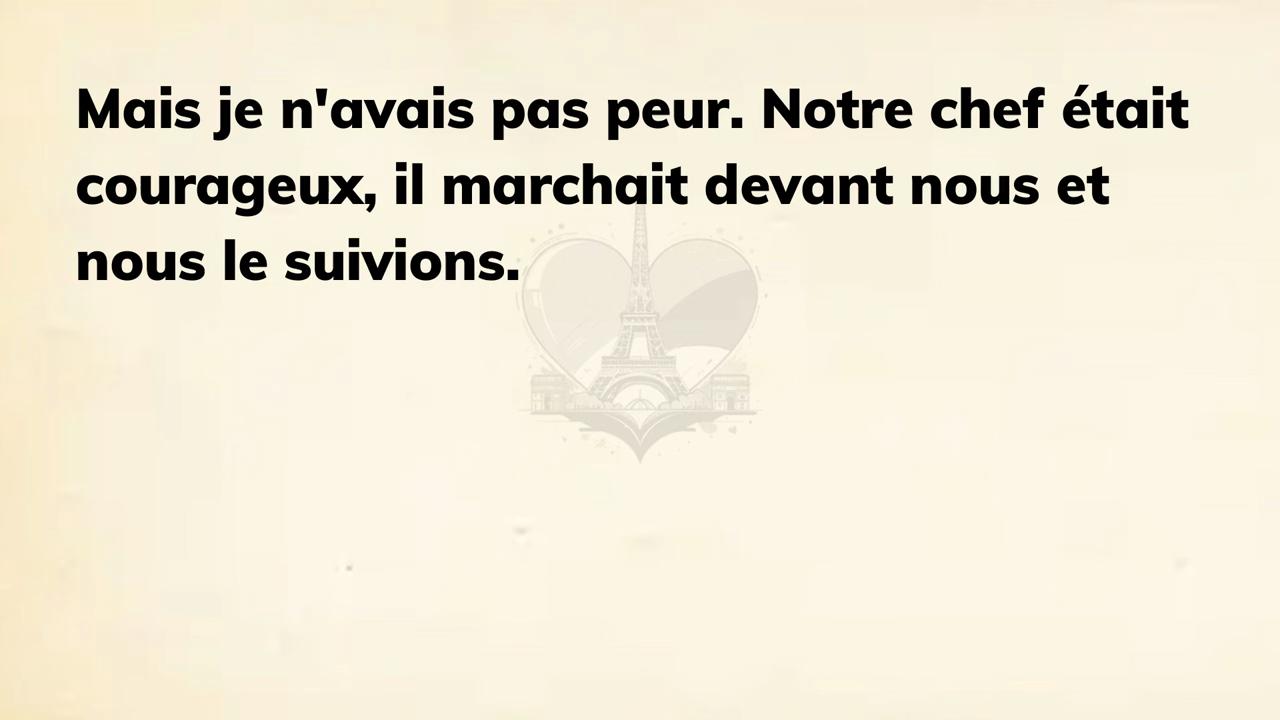 Mais je n'avais pas peur. Notre chef était
courageux, il marchait devant nous et
nous le suivions.